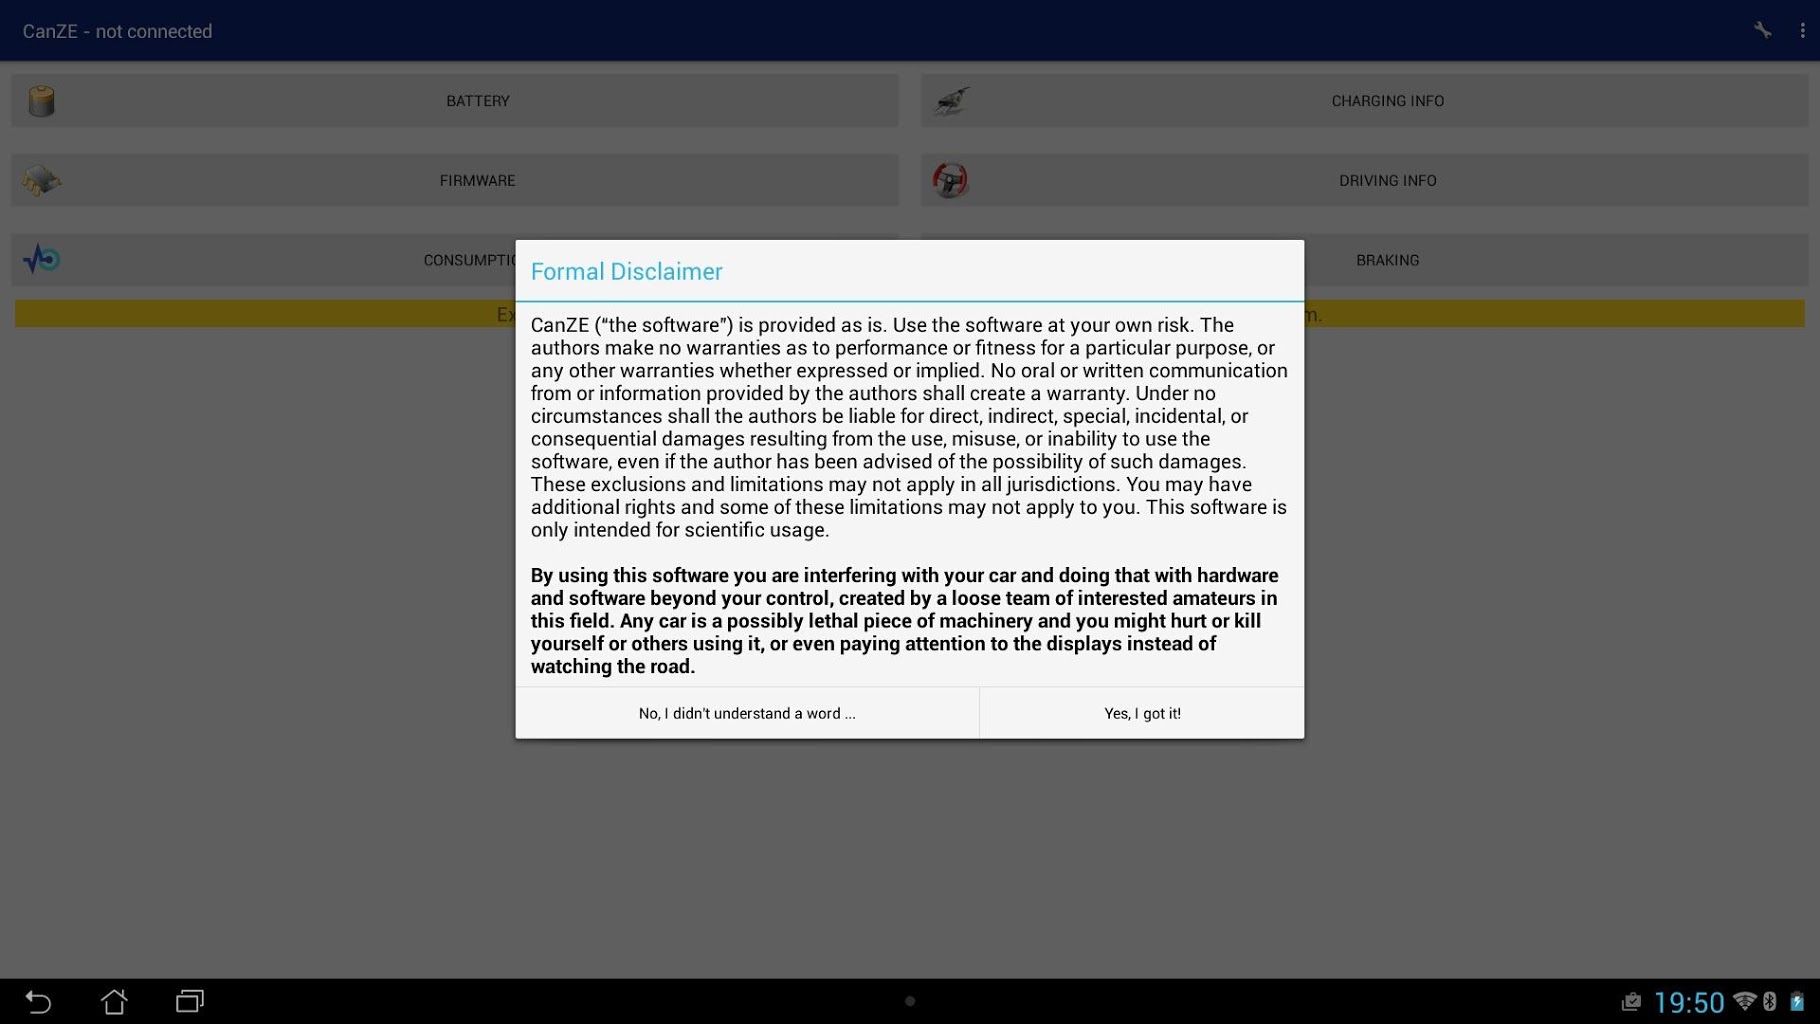 CanZE - not connected
BATTERY
CHARGING INFO
FIRMWARE
DRIVING INFO
BRAKING
Formal Disclaimer
CanZE (“the software”) is provided as is. Use the software at your own risk. The
authors make no warranties as to performance or fitness for a particular purpose, or
any other warranties whether expressed or implied. No oral or written communication
from or information provided by the authors shall create a warranty. Under no
circumstances shall the authors be liable for direct, indirect, special, incidental, or
consequential damages resulting from the use, misuse, or inability to use the
software, even if the author has been advised of the possibility of such damages.
These exclusions and limitations may not apply in all jurisdictions. You may have
additional rights and some of these limitations may not apply to you. This software is
only intended for scientific usage.
By using this software you are interfering with your car and doing that with hardware
and software beyond your control, created by a loose team of interested amateurs in
this field. Any car is a possibly lethal piece of machinery and you might hurt or kill
yourself or others using it, or even paying attention to the displays instead of
watching the road.
No, I didn't understand a word ...
Yes, I got it!
19:50